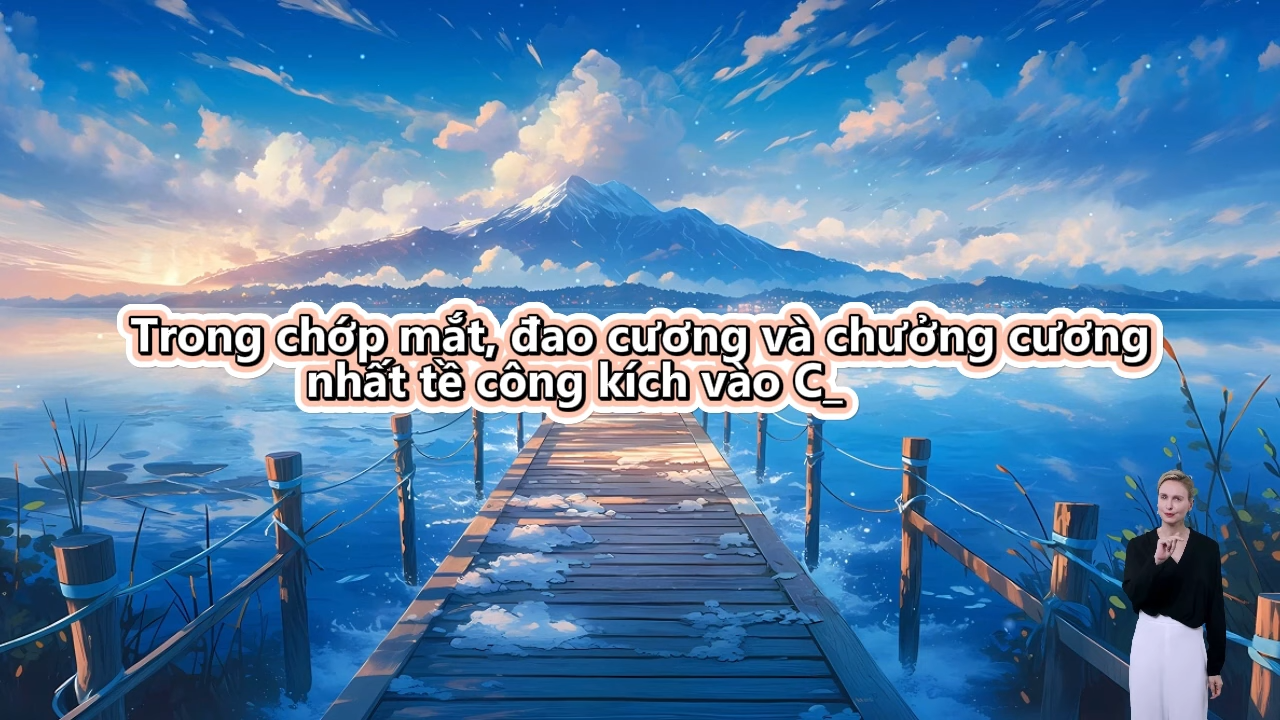 Trong chớp mắt, đao cương và chưởng cương
nhất tề công kích vào C_